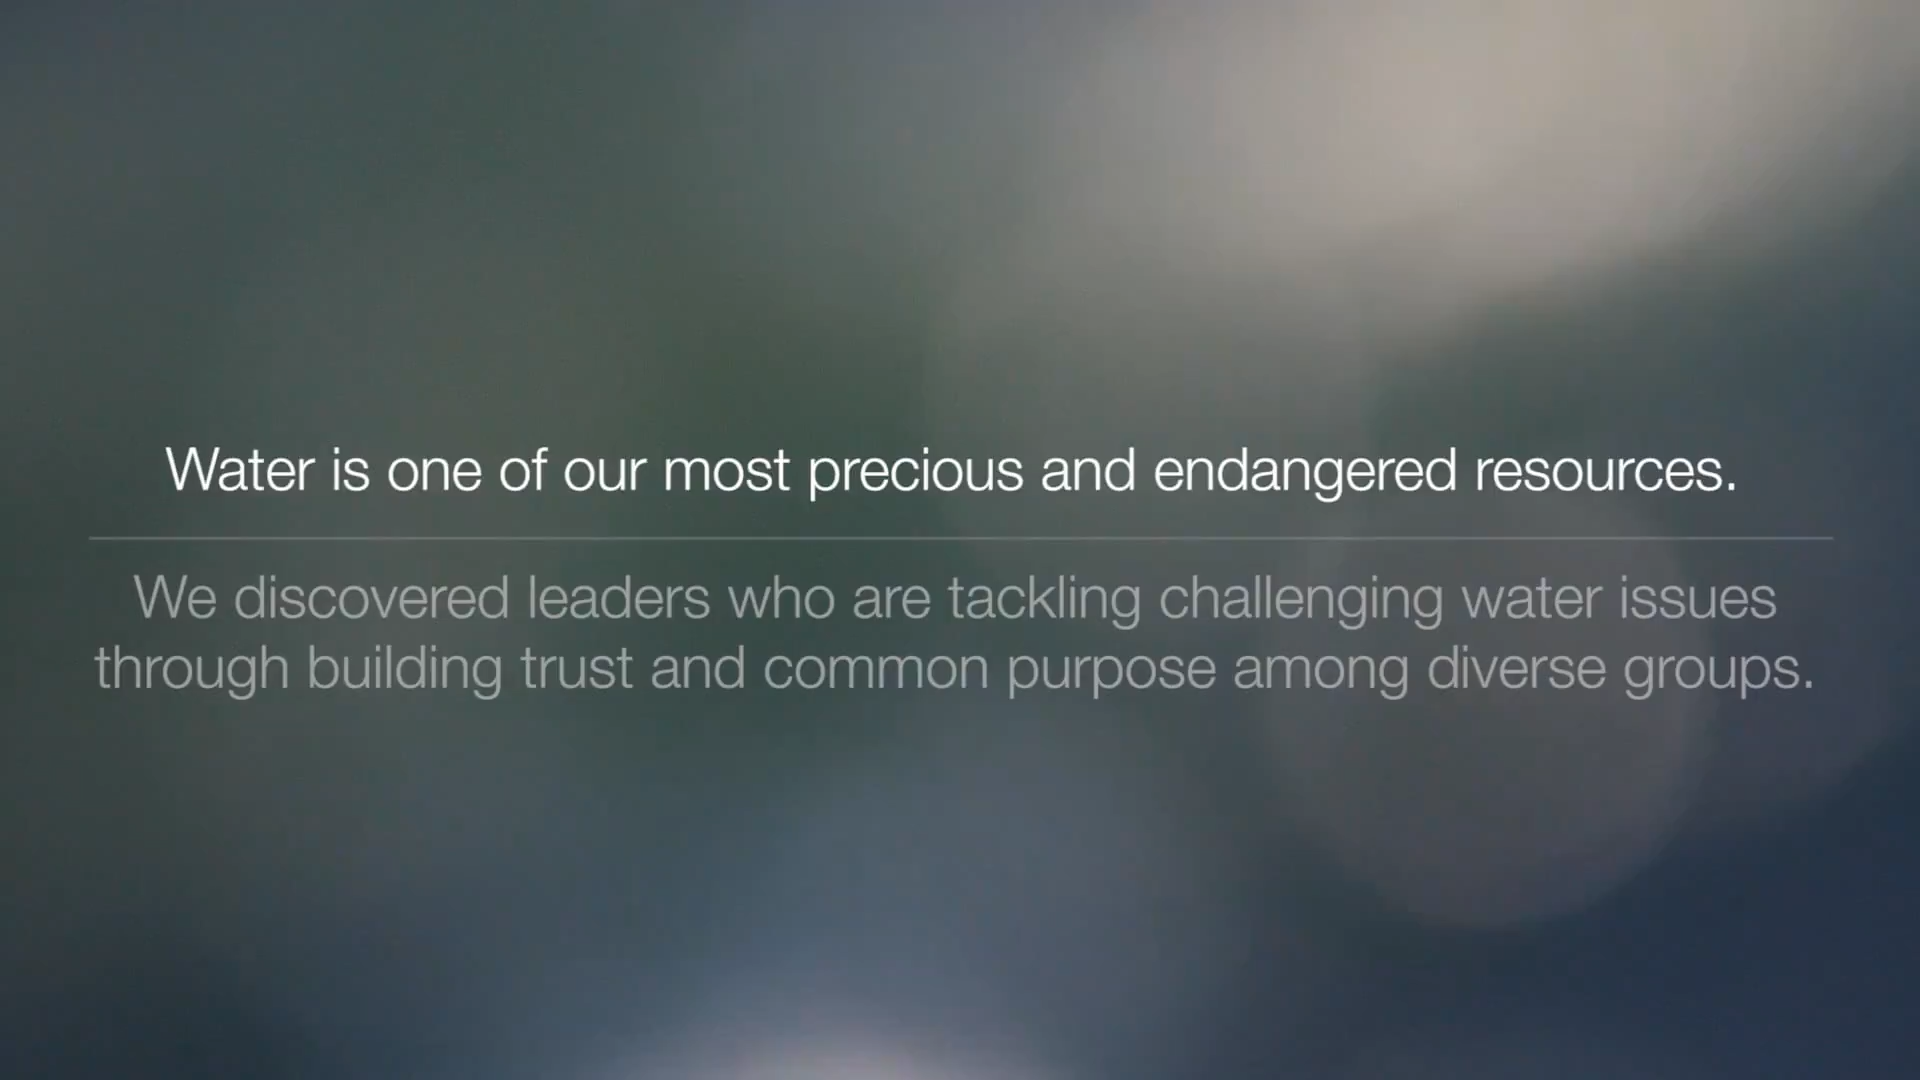 Water is one of our most precious and endangered resources.
We discovered leaders who are tackling challenging water issues
through building trust and common purpose among diverse groups.